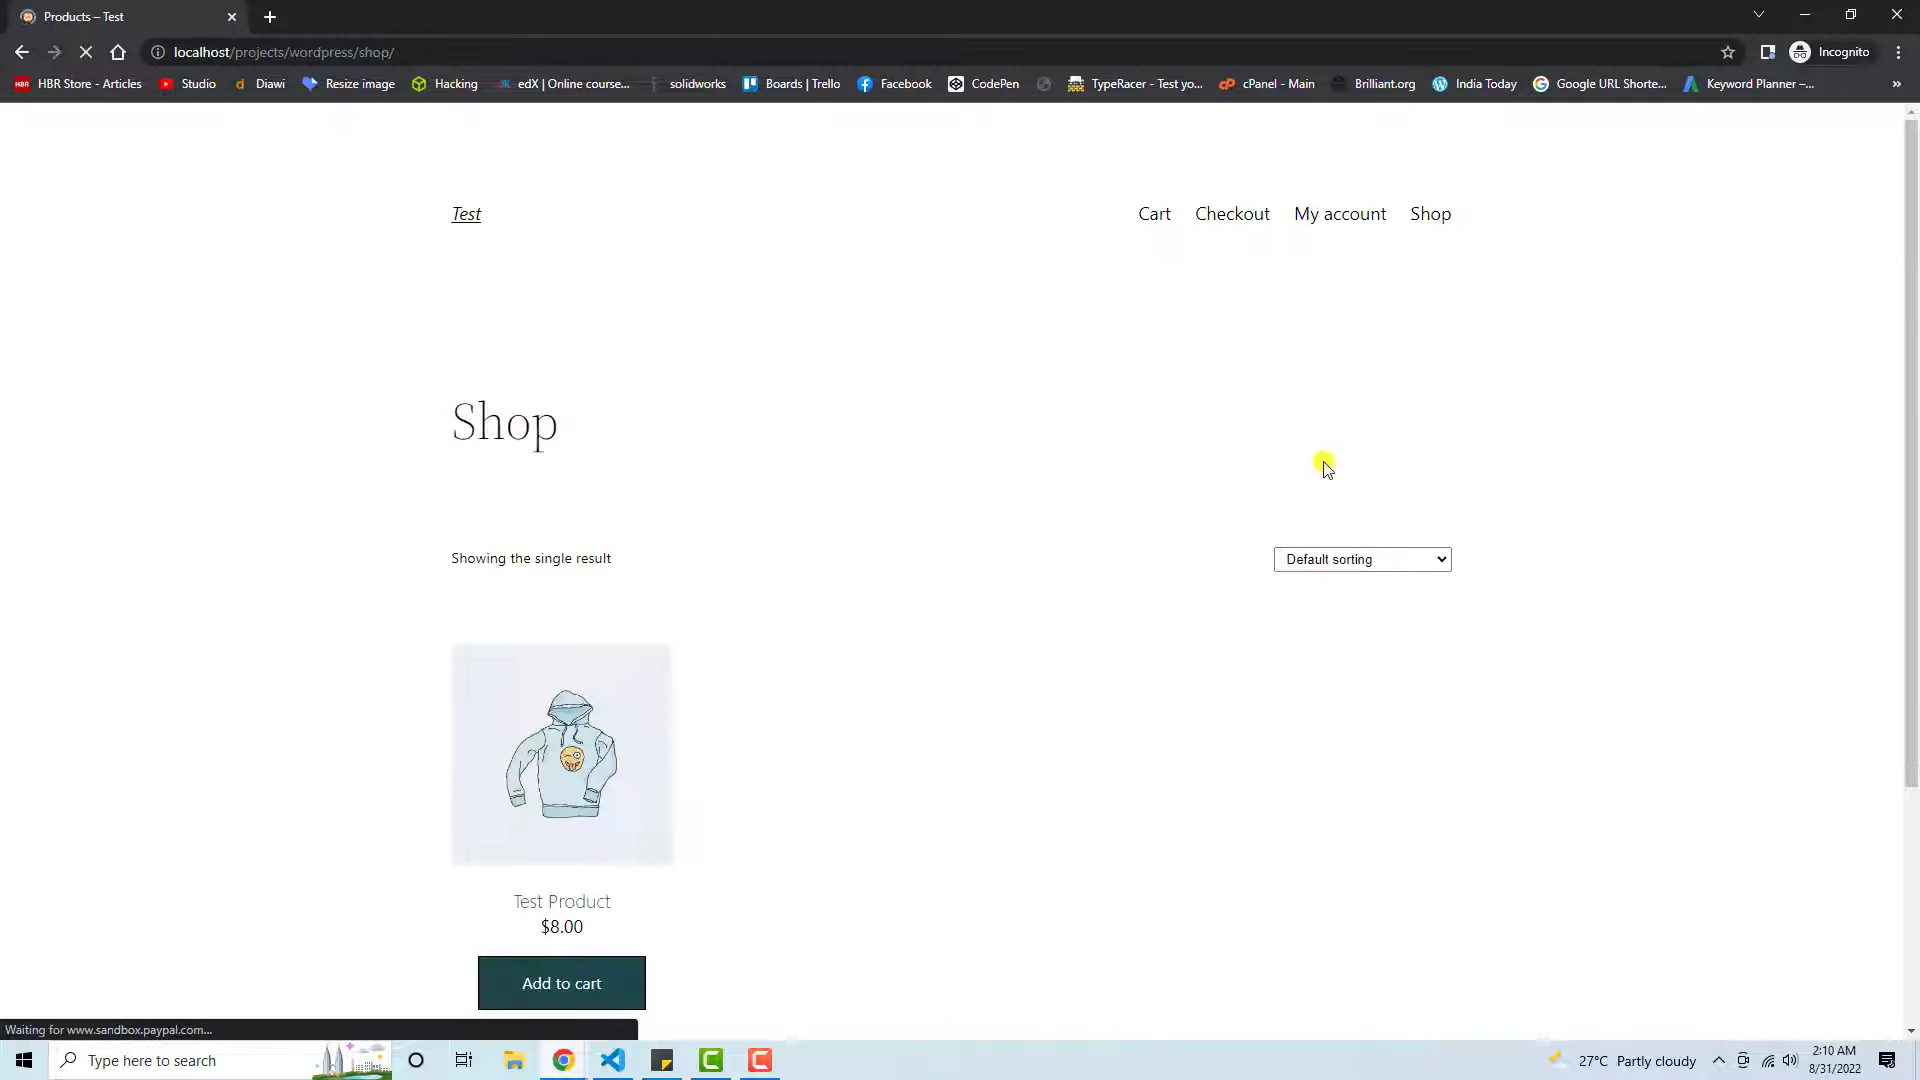 Products – Test
localhost/projects/wordpress/shop/
Incognito
HBR Store - Articles
Studio
Diawi
Resize image
Hacking
edX | Online course...
solidworks
Boards | Trello
Facebook
CodePen
TypeRacer - Test yo...
cPanel - Main
Brilliant.org
India Today
Google URL Shorte...
Keyword Planner –...
»
Test
Cart
Checkout
My account
Shop
Shop
Showing the single result
Default sorting
Test Product
$8.00
Add to cart
Waiting for www.sandbox.paypal.com...
Type here to search
27°C Partly cloudy
2:10 AM
8/31/2022